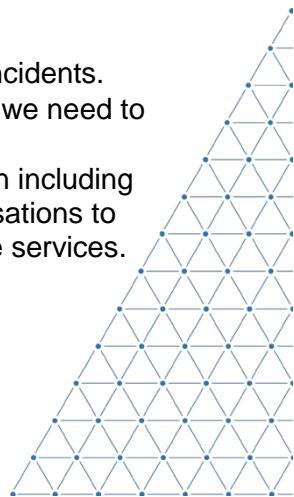 ncidents.
we need to
n including
sations to
e services.